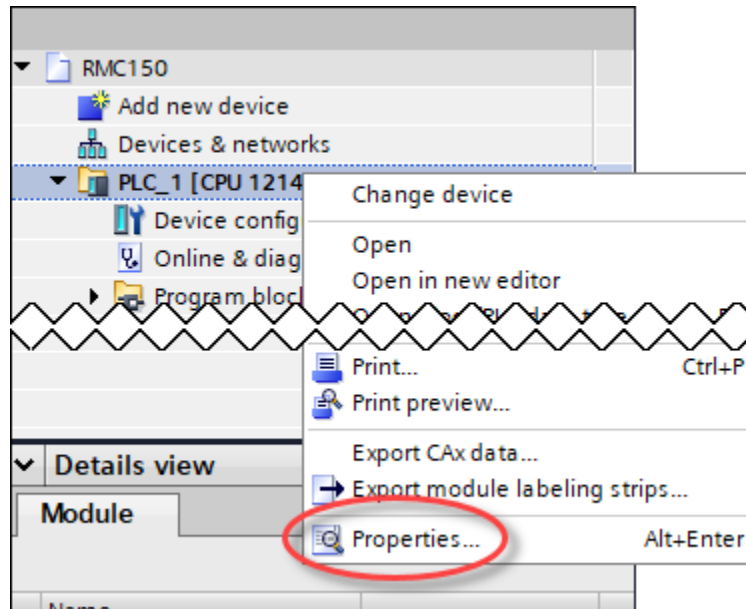 RMC150
Add new device
Devices & networks
PLC_1 [CPU 1214
Change device
Device config
Open
Online & diag
Open in new editor
Program bloc
Print... Ctrl+P
Print preview...
Export CAx data...
Details view
Export module labeling strips...
Module
Properties... Alt+Enter
Name